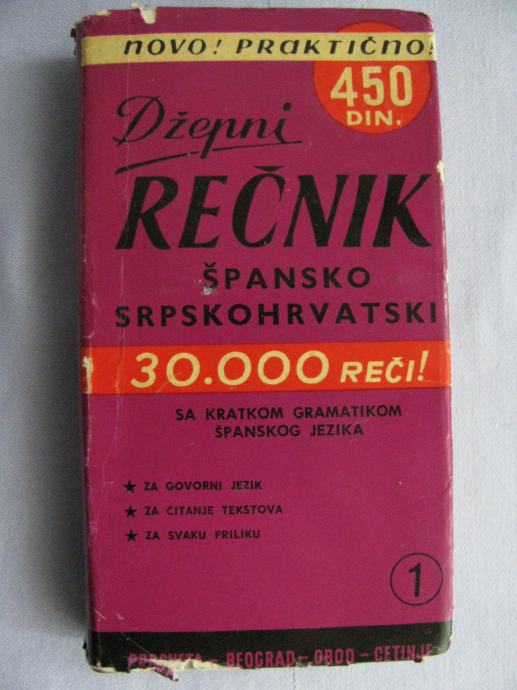 NOVO! PRAKTIČNO!
450
DIN.
Džepni
REČNIK
ŠPANSKO
SRPSKOHRVATSKI
30.000 REČI!
SA KRATKOM GRAMATIKOM
ŠPANSKOG JEZIKA
★ ZA GOVORNI JEZIK
★ ZA ČITANJE TEKSTOVA
★ ZA SVAKU PRILIKU
1
PROSVETA - BEOGRAD - OBOD - CETINJE